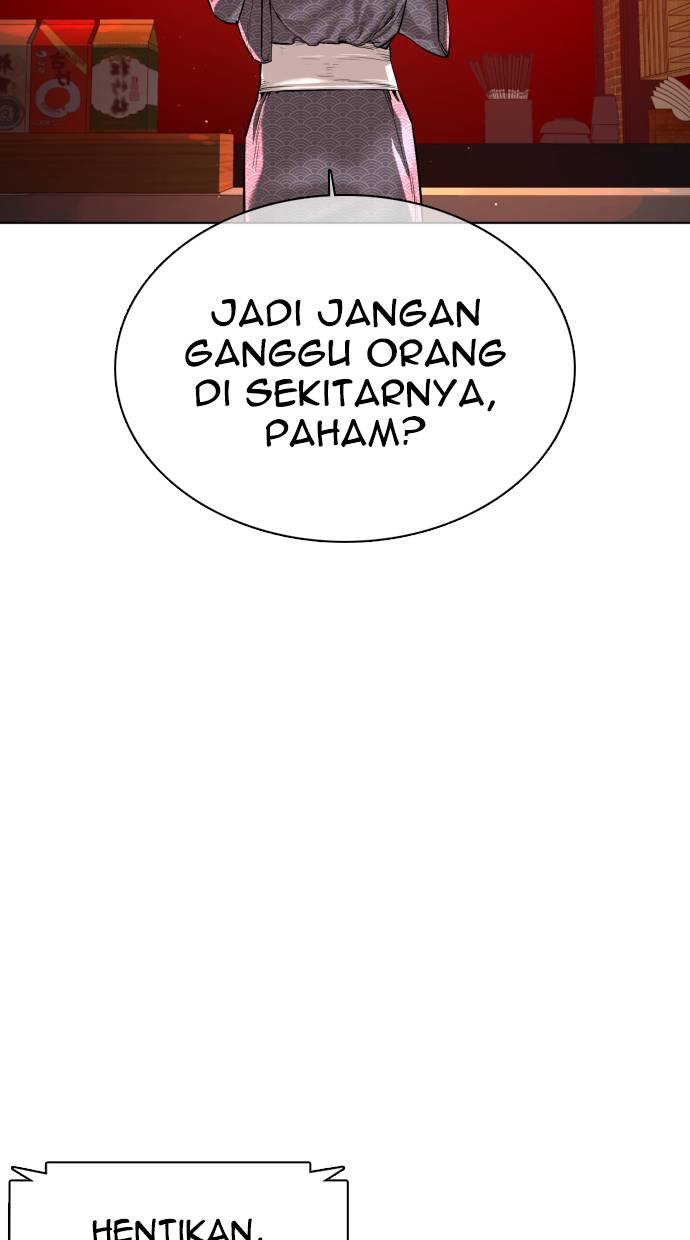 JADI JANGAN
GANGGU ORANG
DI SEKITARNYA,
PAHAM?
HENTIKAN,